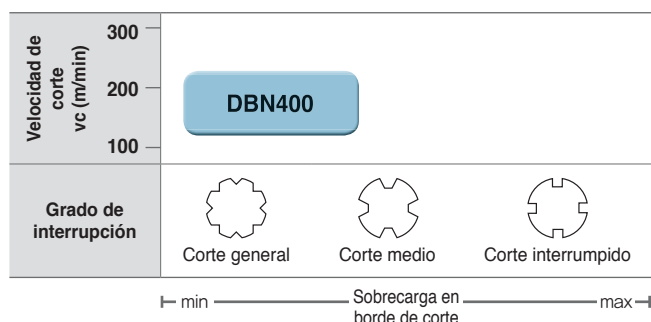 Velocidad de
corte
vc (m/min)
300
200
100
DBN400
Grado de
interrupción
Corte general
Corte medio
Corte interrumpido
min
Sobrecarga en
borde de corte
max